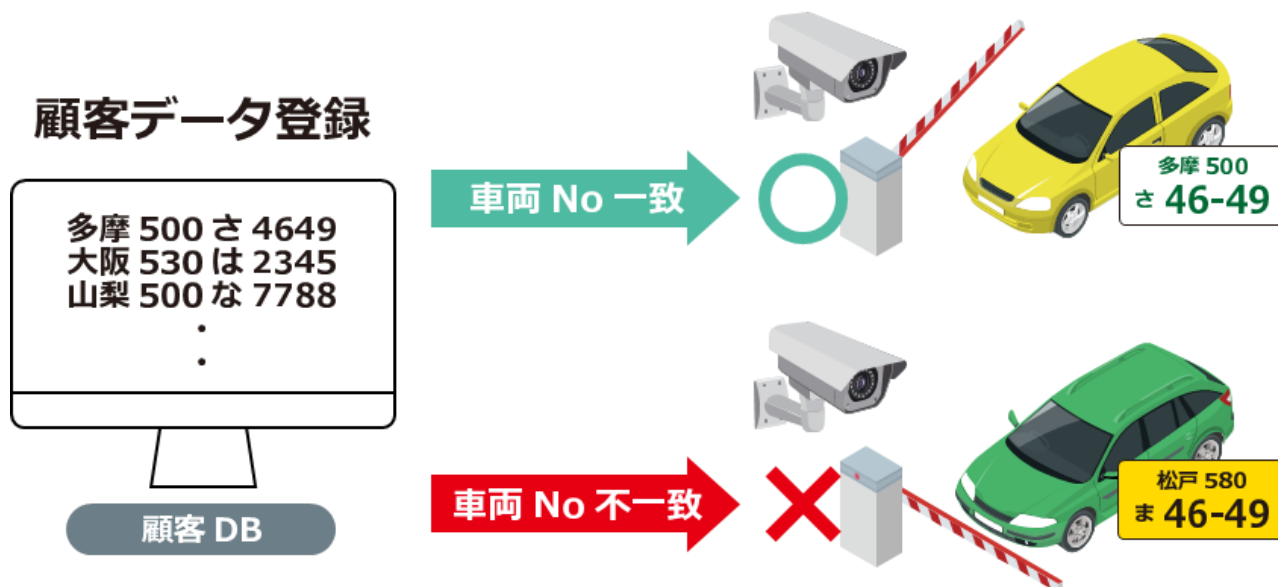 顧客データ登録
多摩 500 さ 4649
大阪 530 は 2345
山梨 500 な 7788
・
・
顧客 DB
車両 No 一致
多摩 500
さ 46-49
車両 No 不一致
松戸 580
ま 46-49